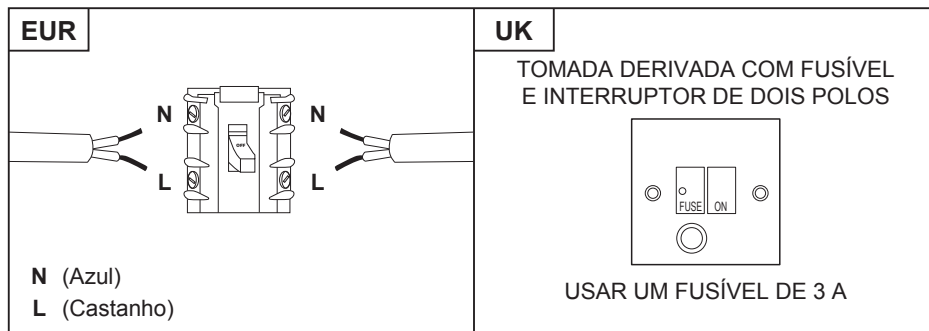 EUR
N
N
OFF
L
L
N (Azul)
L (Castanho)
UK
TOMADA DERIVADA COM FUSÍVEL
E INTERRUPTOR DE DOIS POLOS
FUSE ON
USAR UM FUSÍVEL DE 3 A